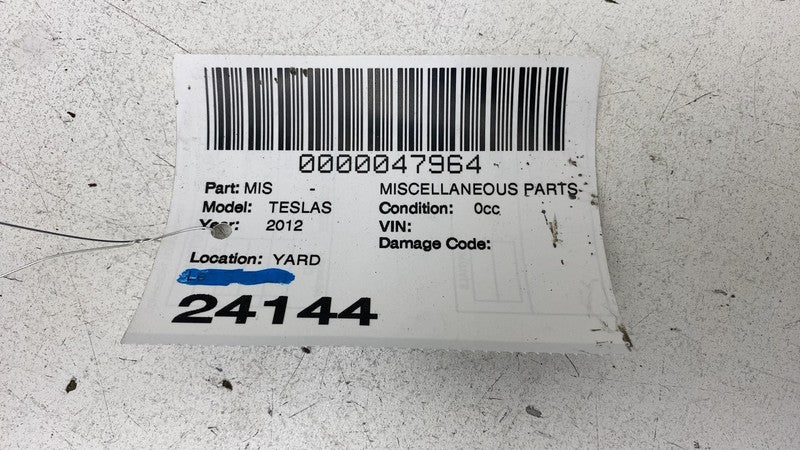 0000047964
Part: MIS - MISCELLANEOUS PARTS-
Model: TESLAS Condition: 0cc
Year: 2012 VIN:
Damage Code:
Location: YARD
24144